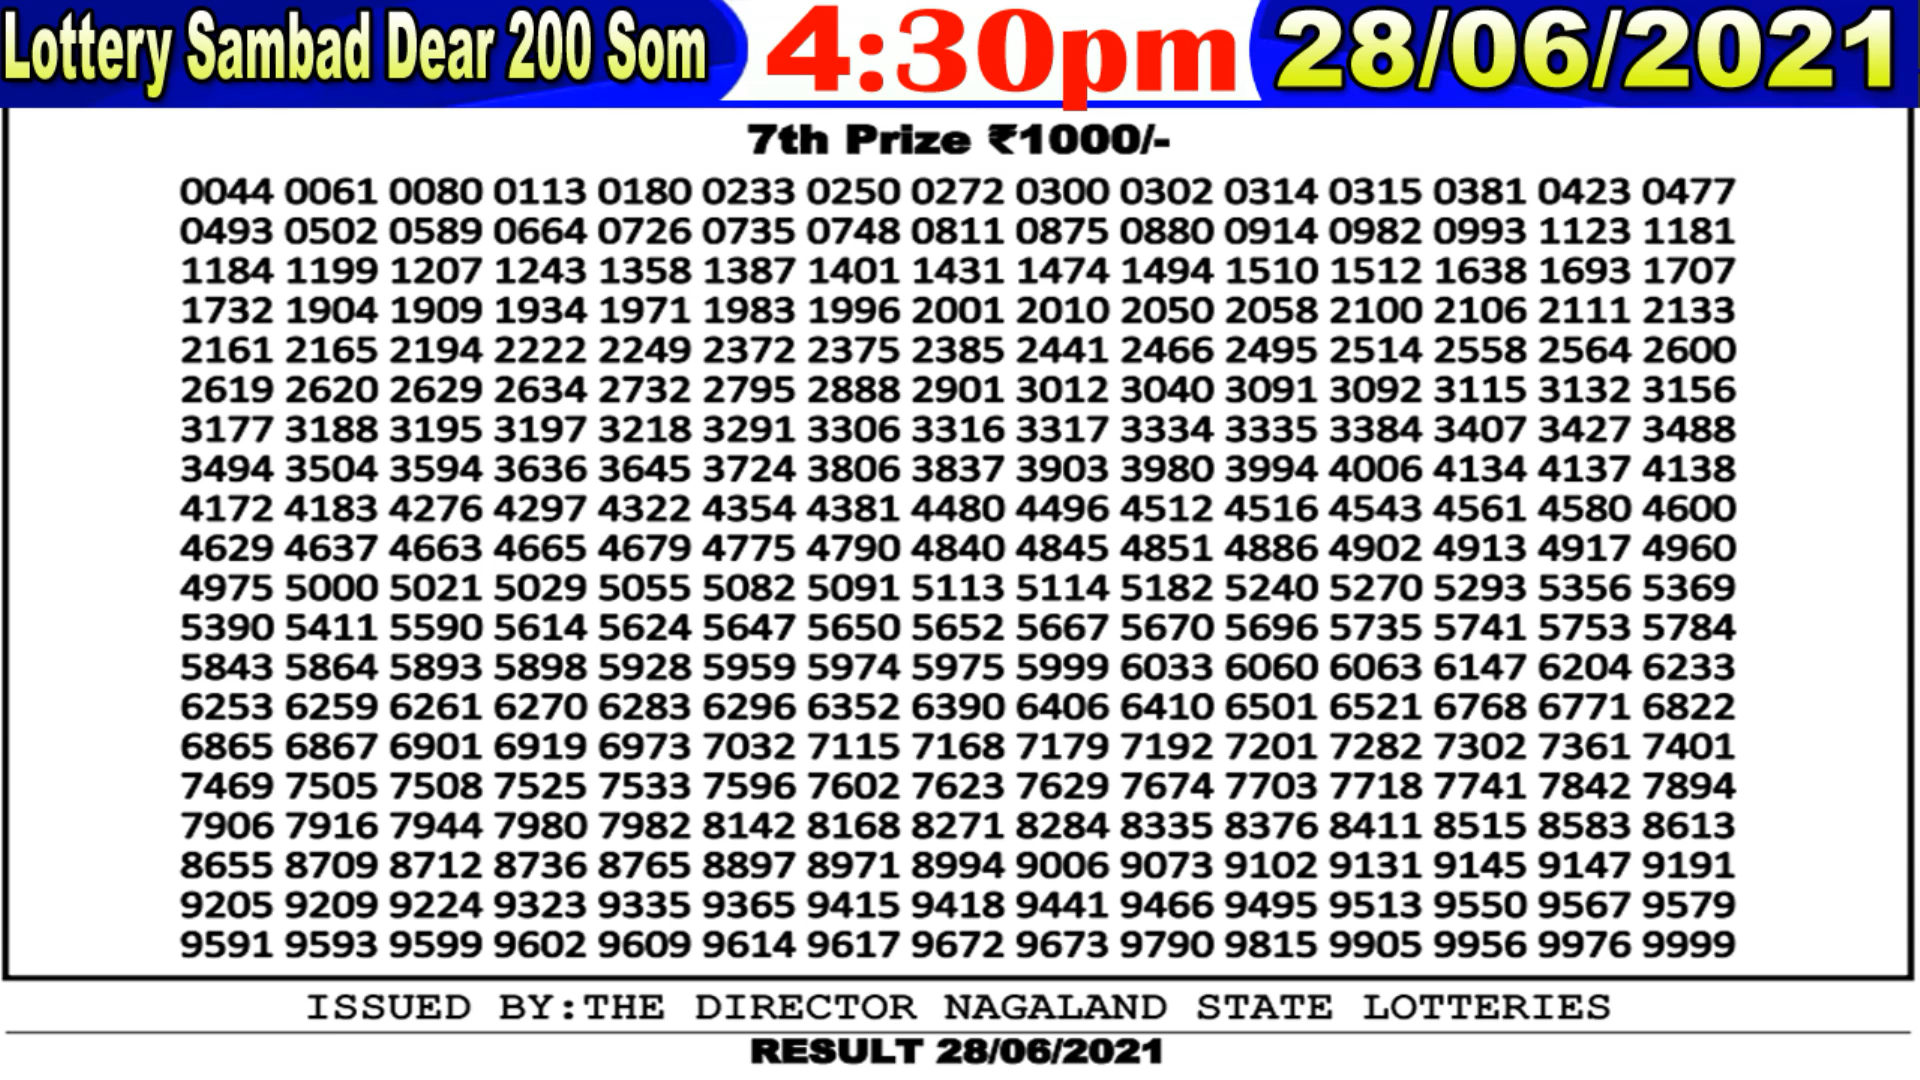 Lottery Sambad Dear 200 Som 4:30pm 28/06/2021
7th Prize ₹1000/-
0044 0061 0080 0113 0180 0233 0250 0272 0300 0302 0314 0315 0381 0423 0477
0493 0502 0589 0664 0726 0735 0748 0811 0875 0880 0914 0982 0993 1123 1181
1184 1199 1207 1243 1358 1387 1401 1431 1474 1494 1510 1512 1638 1693 1707
1732 1904 1909 1934 1971 1983 1996 2001 2010 2050 2058 2100 2106 2111 2133
2161 2165 2194 2222 2249 2372 2375 2385 2441 2466 2495 2514 2558 2564 2600
2619 2620 2629 2634 2732 2795 2888 2901 3012 3040 3091 3092 3115 3132 3156
3177 3188 3195 3197 3218 3291 3306 3316 3317 3334 3335 3384 3407 3427 3488
3494 3504 3594 3636 3645 3724 3806 3837 3903 3980 3994 4006 4134 4137 4138
4172 4183 4276 4297 4322 4354 4381 4480 4496 4512 4516 4543 4561 4580 4600
4629 4637 4663 4665 4679 4775 4790 4840 4845 4851 4886 4902 4913 4917 4960
4975 5000 5021 5029 5055 5082 5091 5113 5114 5182 5240 5270 5293 5356 5369
5390 5411 5590 5614 5624 5647 5650 5652 5667 5670 5696 5735 5741 5753 5784
5843 5864 5893 5898 5928 5959 5974 5975 5999 6033 6060 6063 6147 6204 6233
6253 6259 6261 6270 6283 6296 6352 6390 6406 6410 6501 6521 6768 6771 6822
6865 6867 6901 6919 6973 7032 7115 7168 7179 7192 7201 7282 7302 7361 7401
7469 7505 7508 7525 7533 7596 7602 7623 7629 7674 7703 7718 7741 7842 7894
7906 7916 7944 7980 7982 8142 8168 8271 8284 8335 8376 8411 8515 8583 8613
8655 8709 8712 8736 8765 8897 8971 8994 9006 9073 9102 9131 9145 9147 9191
9205 9209 9224 9323 9335 9365 9415 9418 9441 9466 9495 9513 9550 9567 9579
9591 9593 9599 9602 9609 9614 9617 9672 9673 9790 9815 9905 9956 9976 9999
ISSUED BY:THE DIRECTOR NAGALAND STATE LOTTERIES
RESULT 28/06/2021